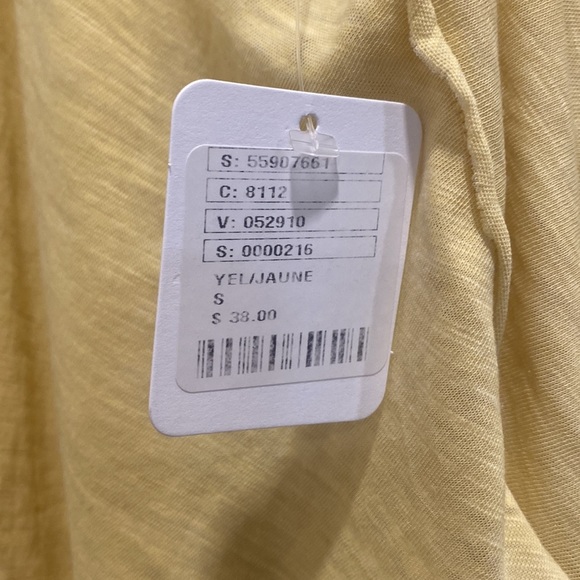 S: 55907661
C: 8112
V: 052910
S: 0000216
YEL/JAUNE
S
$ 38.00